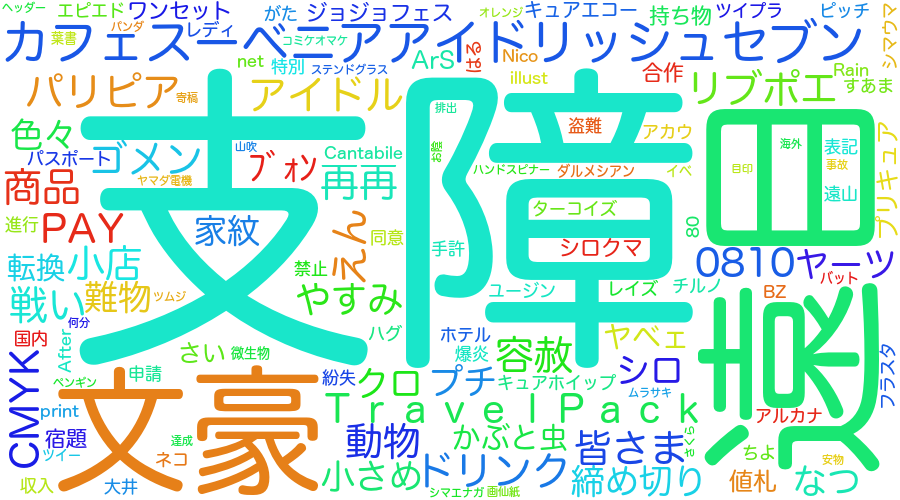 ヘッダー
エピエド
ワンセット
がた
ジョジョフェス
オレンジ
キュアエコー
持ち物
ツイプラ
ピッチ
葉書
パンダ
レディ
コミケオマケ
シマウマ
カフェスーベニアアイドリッシュセブン
net
特別
ステンドグラス
ArS
はる
Nico
illust
合作
Rain
すあま
パリピア
寄稿
アイドル
リブポエ
色々
支障
排出
盗難
アカウ
イベ
海外
表記
プリキュア
パスポート
ゴメン
山吹
ブォン
Cantabile
お陰
ハンドスピナー
ダルメシアン
目印
事故
商品
ヤマダ電機
再再
遠山
進行
PAY
家紋
えん
同意
手許
ターコイズ
シロクマ
80
転換
小店
禁止
0810
ヤーツ
戦い
難物
ツムジ
やすみ
ユージン
レイズ
チルノ
BZ
バット
国内
何分
After
さい
微生物
ハグ
ホテル
爆炎
容赦
ヤベェ
シロ
CMYK
ペンギン
申請
紛失
クロ
プチ
キュアホイップ
ムラサキ
フラスタ
print
文豪
TravelPack
アルカナ
宿題
ツイー
達成
ネコ
動物
かぶと虫
皆さま
さくら
ちよ
安物
収入
大井
小さめ
ドリンク
シマエナガ
画仙紙
締め切り
値札
なつ